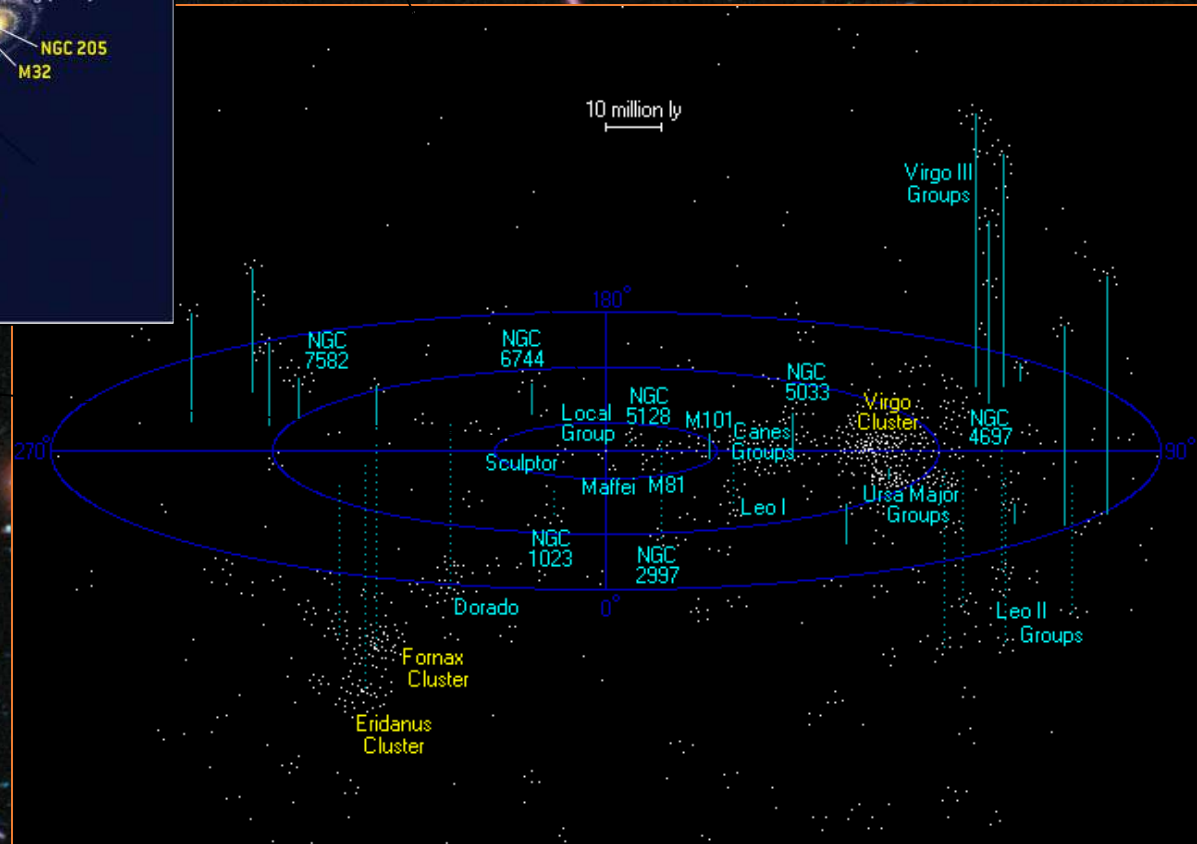 NGC 205
M32
10 million ly
Virgo III
Groups
180°
NGC
7582
NGC
6744
NGC
5033
NGC
5128
Virgo
Cluster
Local
Group
M101
Canes
Groups
NGC
4697
270°
90°
Sculptor
Maffei
M81
Ursa Major
Groups
Leo I
NGC
1023
NGC
2997
0°
Dorado
Leo II
Groups
Fornax
Cluster
Eridanus
Cluster